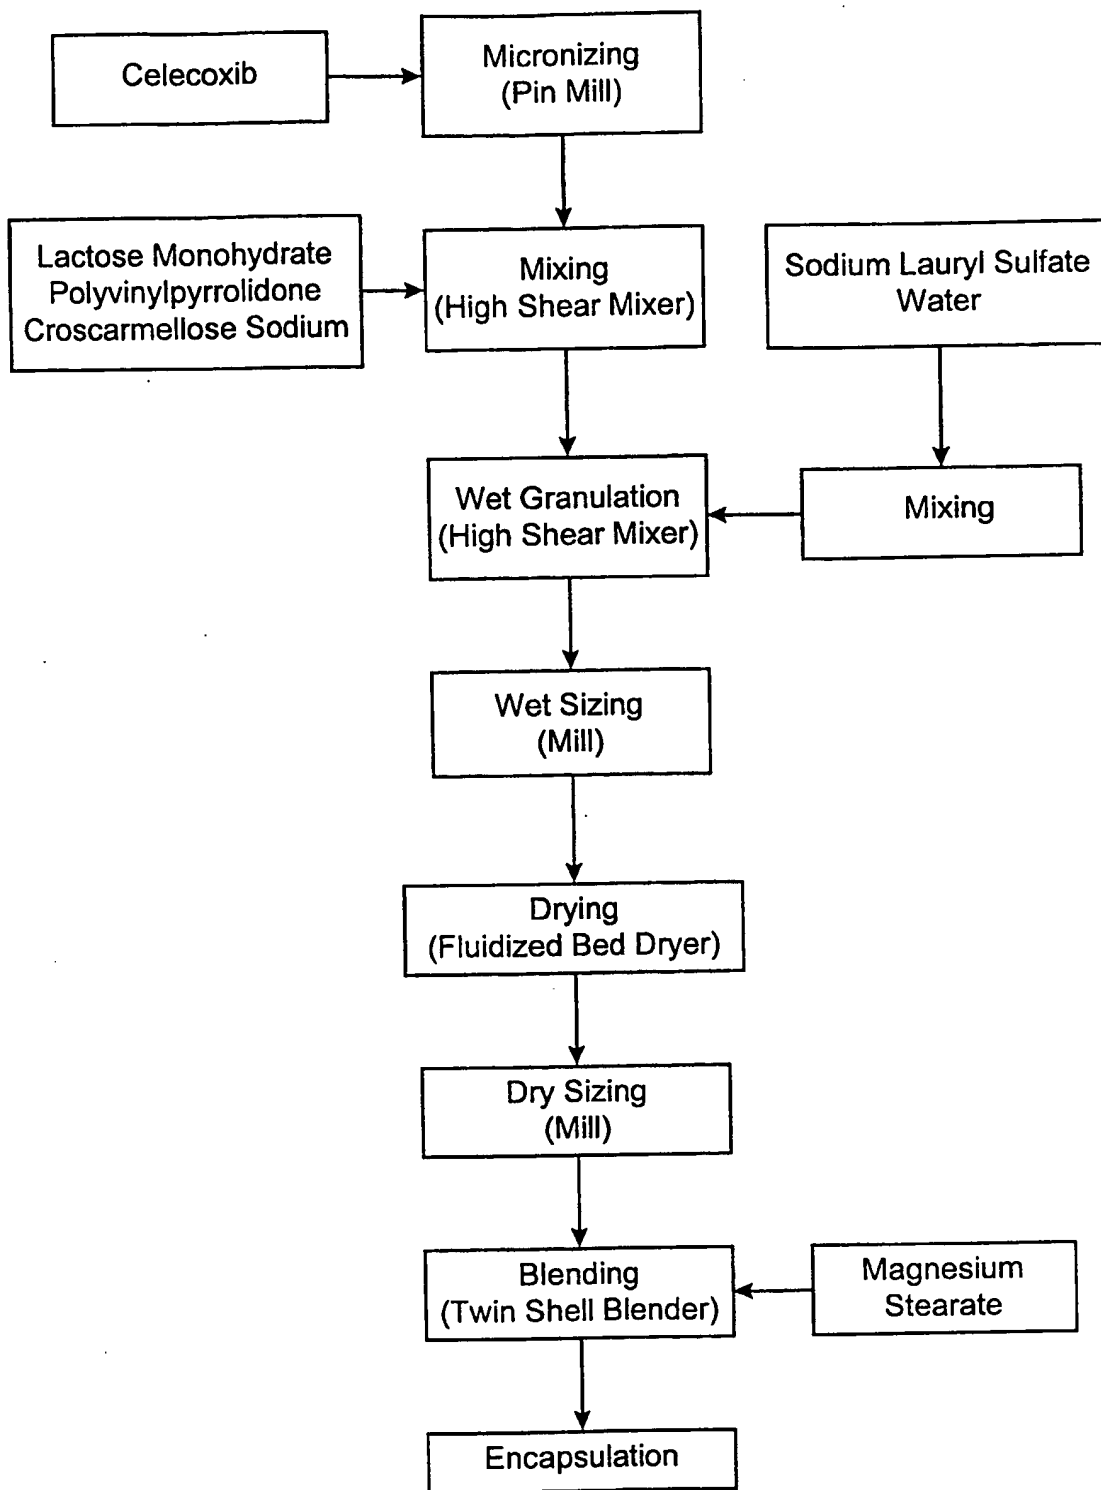 Celecoxib
Micronizing
(Pin Mill)
Lactose Monohydrate
Polyvinylpyrrolidone
Croscarmellose Sodium
Mixing
(High Shear Mixer)
Sodium Lauryl Sulfate
Water
Wet Granulation
(High Shear Mixer)
Mixing
Wet Sizing
(Mill)
Drying
(Fluidized Bed Dryer)
Dry Sizing
(Mill)
Blending
(Twin Shell Blender)
Magnesium
Stearate
Encapsulation